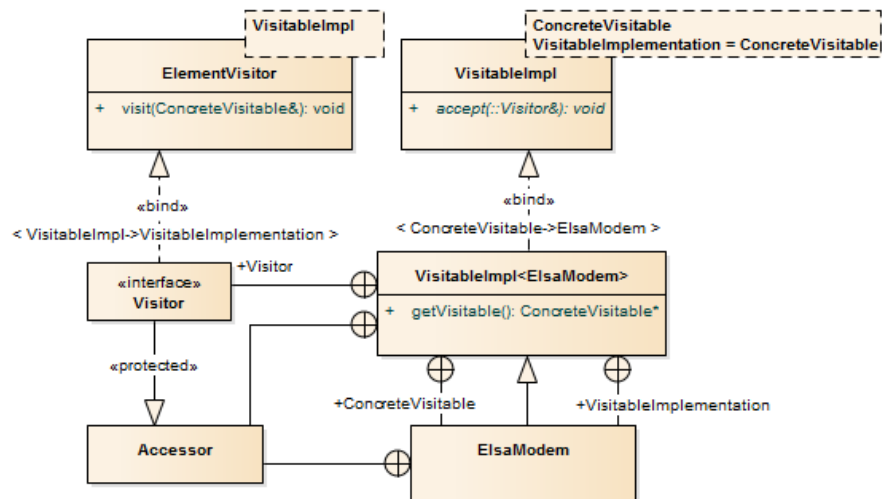 VisitableImpl
ConcreteVisitable
VisitableImplementation = ConcreteVisitable
ElementVisitor
+ visit(ConcreteVisitable&): void
VisitableImpl
+ accept(::Visitor&): void
«bind»
< VisitableImpl->VisitableImplementation >
«bind»
< ConcreteVisitable->ElsaModem >
«interface»
Visitor
+Visitor
VisitableImpl<ElsaModem>
+ getVisitable(): ConcreteVisitable*
«protected»
+ConcreteVisitable
+VisitableImplementation
Accessor
ElsaModem